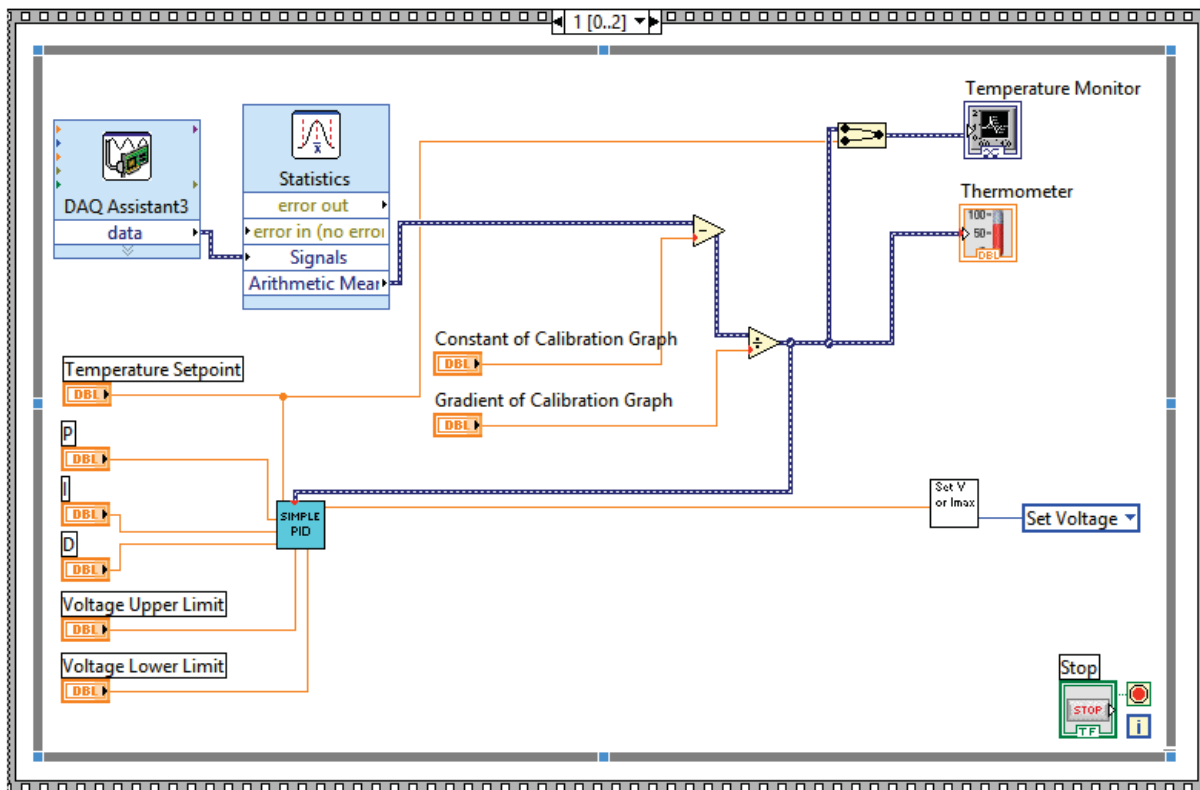 1 [0..2]
Temperature Monitor
DAQ Assistant3
data
Statistics
error out
error in (no error
Signals
Arithmetic Mean
Thermometer
100
50
DBL
Constant of Calibration Graph
DBL
Gradient of Calibration Graph
DBL
Temperature Setpoint
DBL
P
DBL
I
DBL
D
DBL
SIMPLE
PID
Set V
or Imax
Set Voltage
Voltage Upper Limit
DBL
Voltage Lower Limit
DBL
Stop
STOP
TF
i